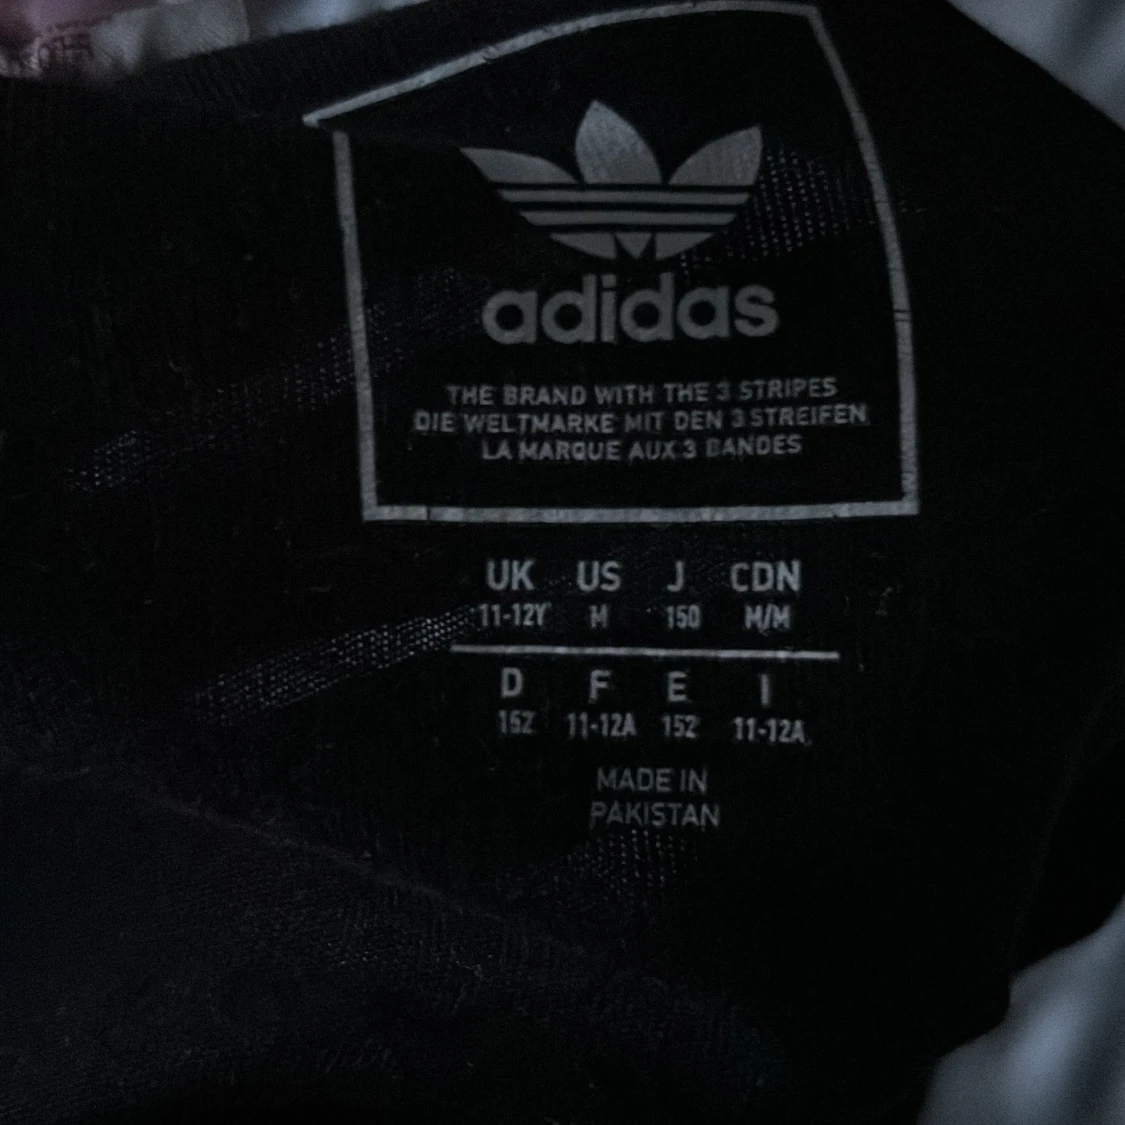 adidas
THE BRAND WITH THE 3 STRIPES
DIE WELTMARKE MIT DEN 3 STREIFEN
LA MARQUE AUX 3 BANDES
UK US J CDN
11-12Y M 150 M/M
D F E I
152 11-12A 152 11-12A
MADE IN
PAKISTAN